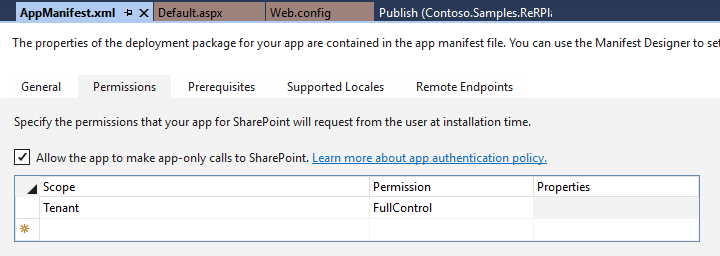 AppManifest.xml Default.aspx Web.config Publish (Contoso.Samples.ReRPl
The properties of the deployment package for your app are contained in the app manifest file. You can use the Manifest Designer to set
General Permissions Prerequisites Supported Locales Remote Endpoints
Specify the permissions that your app for SharePoint will request from the user at installation time.
Allow the app to make app-only calls to SharePoint. Learn more about app authentication policy.
Scope Permission Properties
Tenant FullControl